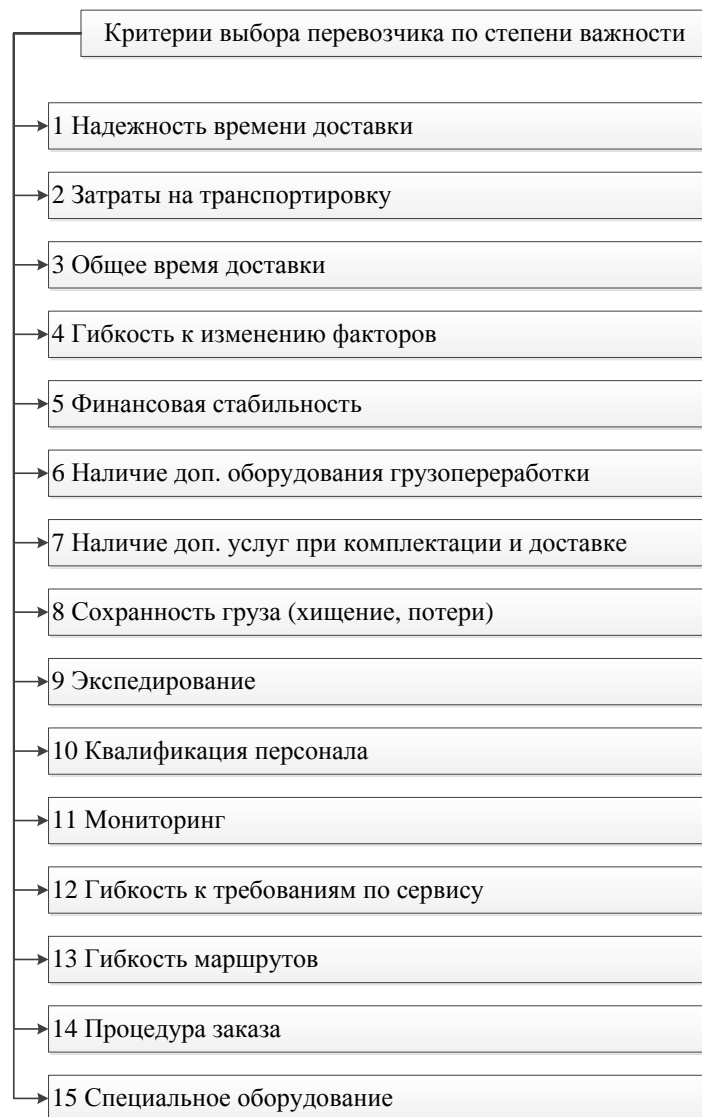 Критерии выбора перевозчика по степени важности
1 Надежность времени доставки
2 Затраты на транспортировку
3 Общее время доставки
4 Гибкость к изменению факторов
5 Финансовая стабильность
6 Наличие доп. оборудования грузопереработки
7 Наличие доп. услуг при комплектации и доставке
8 Сохранность груза (хищение, потери)
9 Экспедирование
10 Квалификация персонала
11 Мониторинг
12 Гибкость к требованиям по сервису
13 Гибкость маршрутов
14 Процедура заказа
15 Специальное оборудование